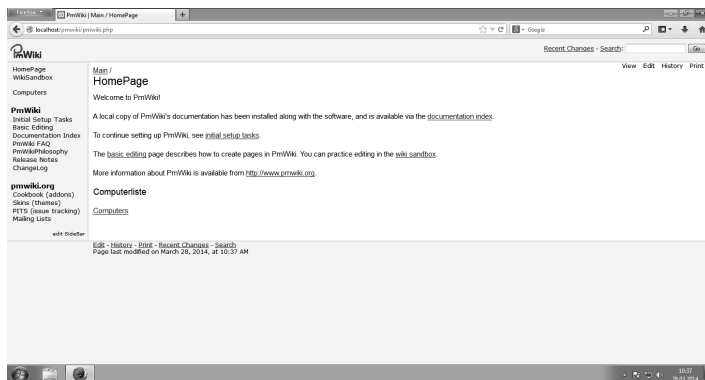 Firefox
PmWiki | Main / HomePage
+
localhost/pmwiki/pmwiki.php
Google
PmWiki
Recent Changes - Search:
Go
View Edit History Print
HomePage
WikiSandbox
Computers
PmWiki
Initial Setup Tasks
Basic Editing
Documentation Index
PmWiki FAQ
PmWikiPhilosophy
Release Notes
ChangeLog
pmwiki.org
Cookbook (addons)
Skins (themes)
PITS (issue tracking)
Mailing Lists
edit SideBar
Main /
HomePage
Welcome to PmWiki!
A local copy of PmWiki's documentation has been installed along with the software, and is available via the documentation index.
To continue setting up PmWiki, see initial setup tasks.
The basic editing page describes how to create pages in PmWiki. You can practice editing in the wiki sandbox.
More information about PmWiki is available from http://www.pmwiki.org.
Computerliste
Computers
Edit - History - Print - Recent Changes - Search
Page last modified on March 28, 2014, at 10:37 AM
10:37
28.03.2014